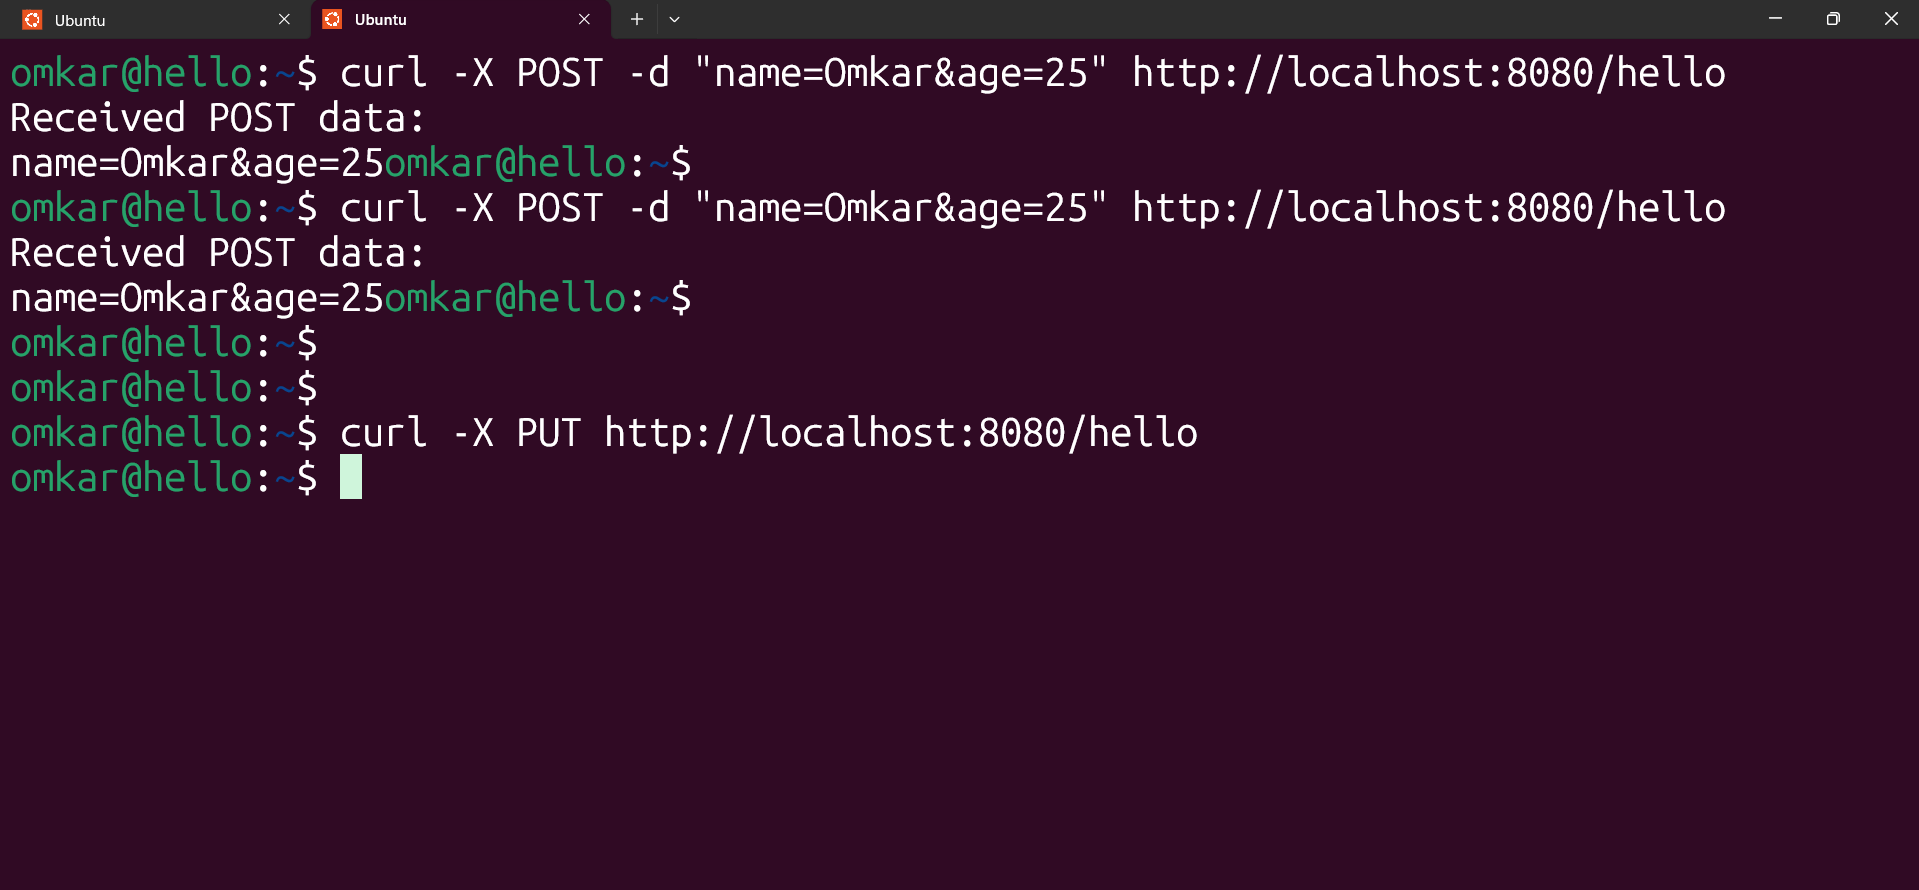 Ubuntu
Ubuntu
omkar@hello:~$ curl -X POST -d "name=Omkar&age=25" http://localhost:8080/hello
Received POST data:
name=Omkar&age=25omkar@hello:~$
omkar@hello:~$ curl -X POST -d "name=Omkar&age=25" http://localhost:8080/hello
Received POST data:
name=Omkar&age=25omkar@hello:~$
omkar@hello:~$
omkar@hello:~$
omkar@hello:~$ curl -X PUT http://localhost:8080/hello
omkar@hello:~$